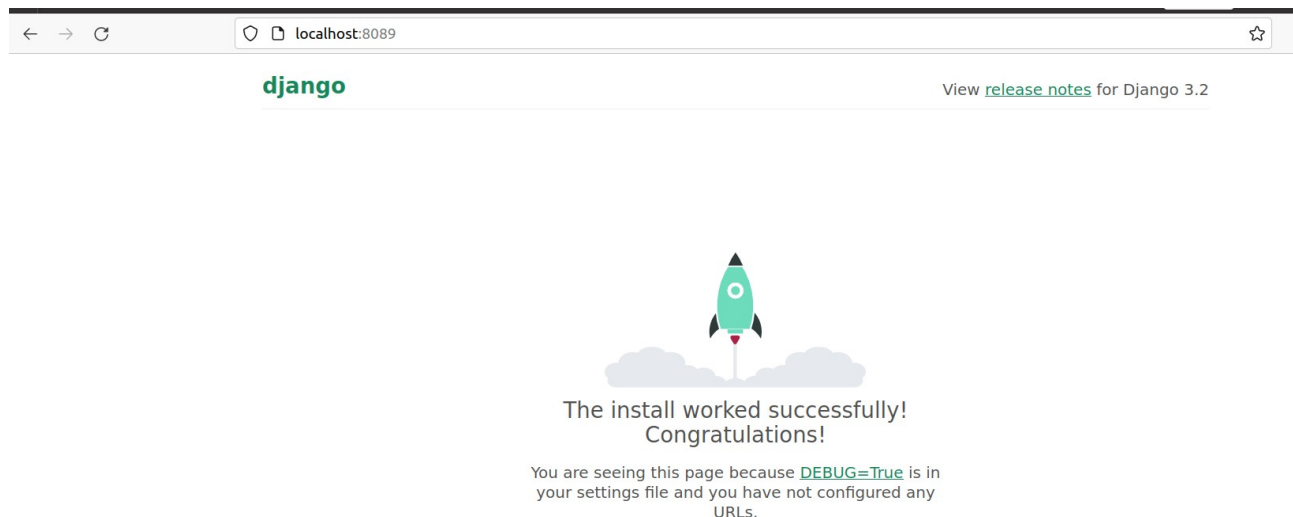 localhost:8089
django
View release notes for Django 3.2
The install worked successfully!
Congratulations!
You are seeing this page because DEBUG=True is in
your settings file and you have not configured any
URLs.